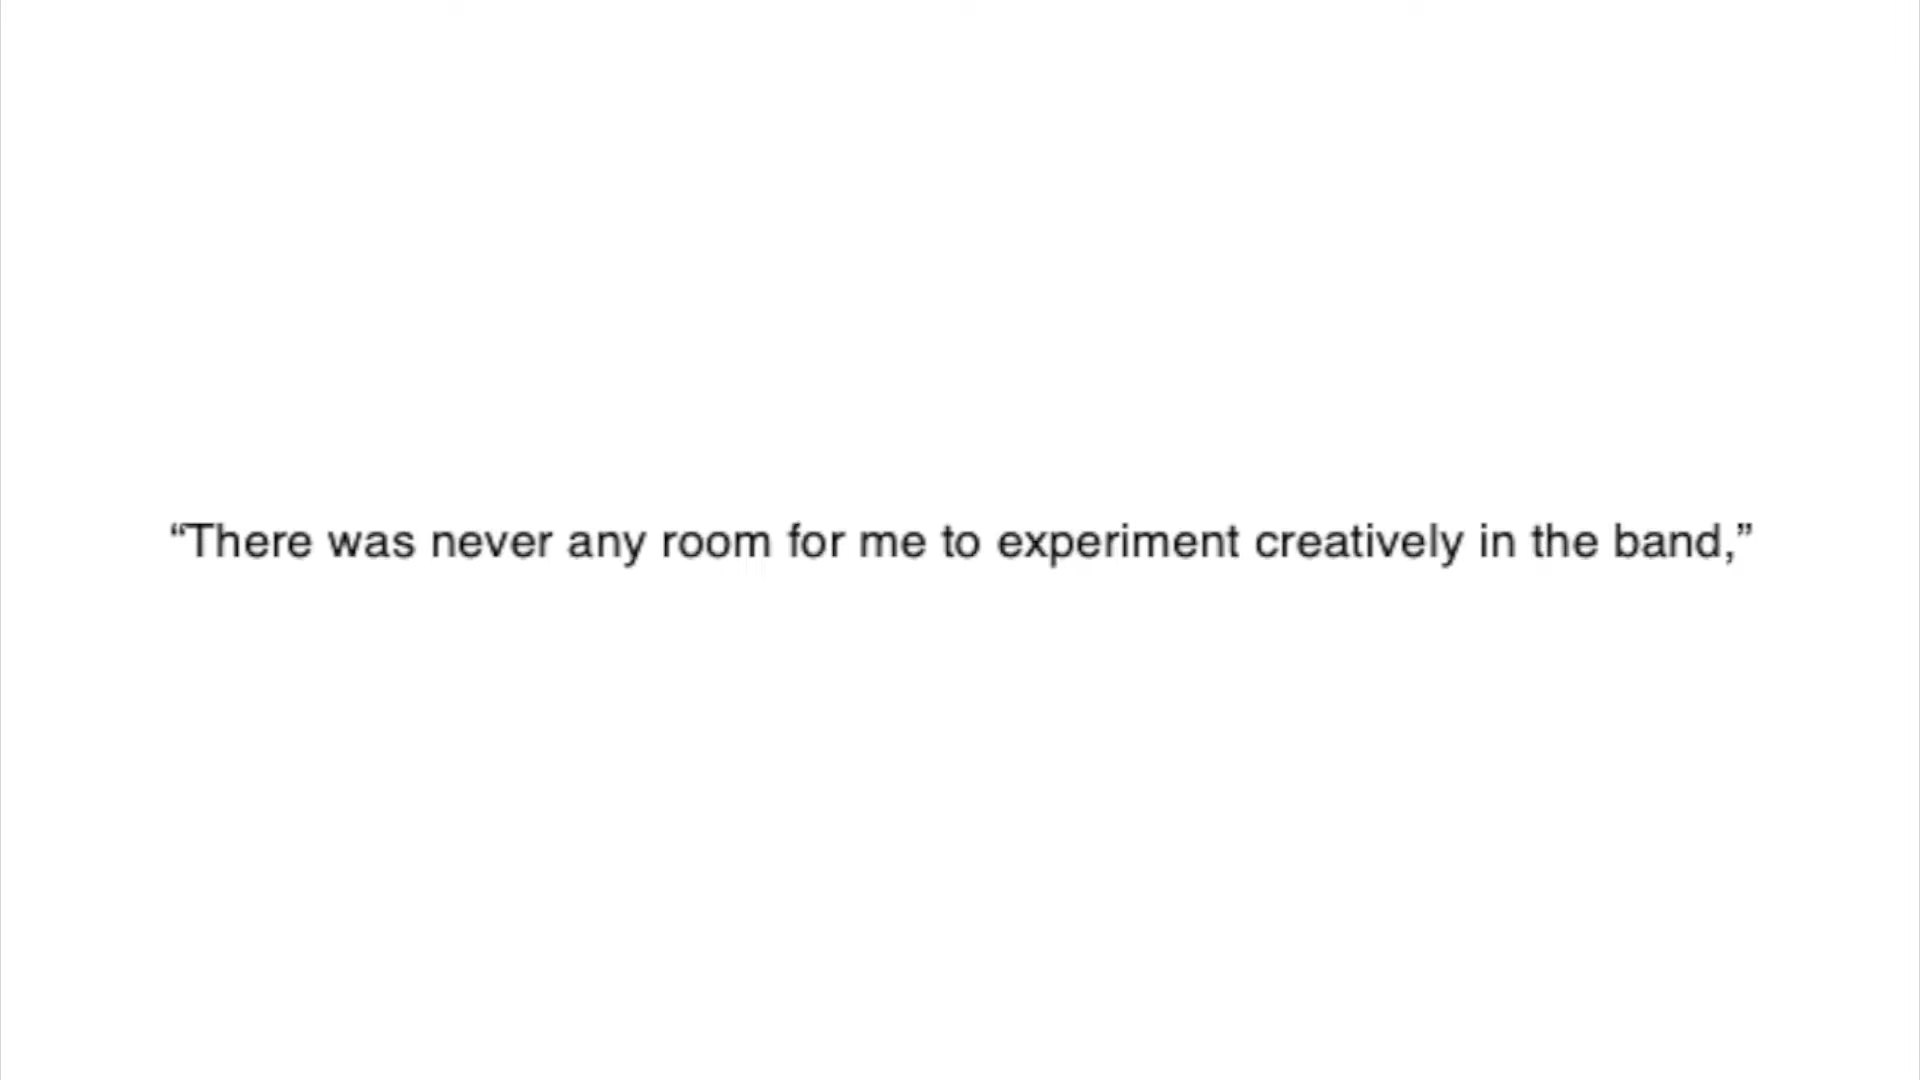 “There was never any room for me to experiment creatively in the band,”